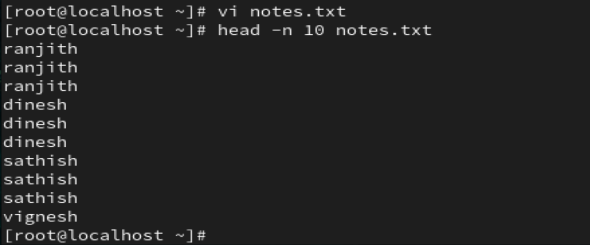 [root@localhost ~]# vi notes.txt
[root@localhost ~]# head -n 10 notes.txt
ranjith
ranjith
ranjith
dinesh
dinesh
dinesh
sathish
sathish
sathish
vignesh
[root@localhost ~]#